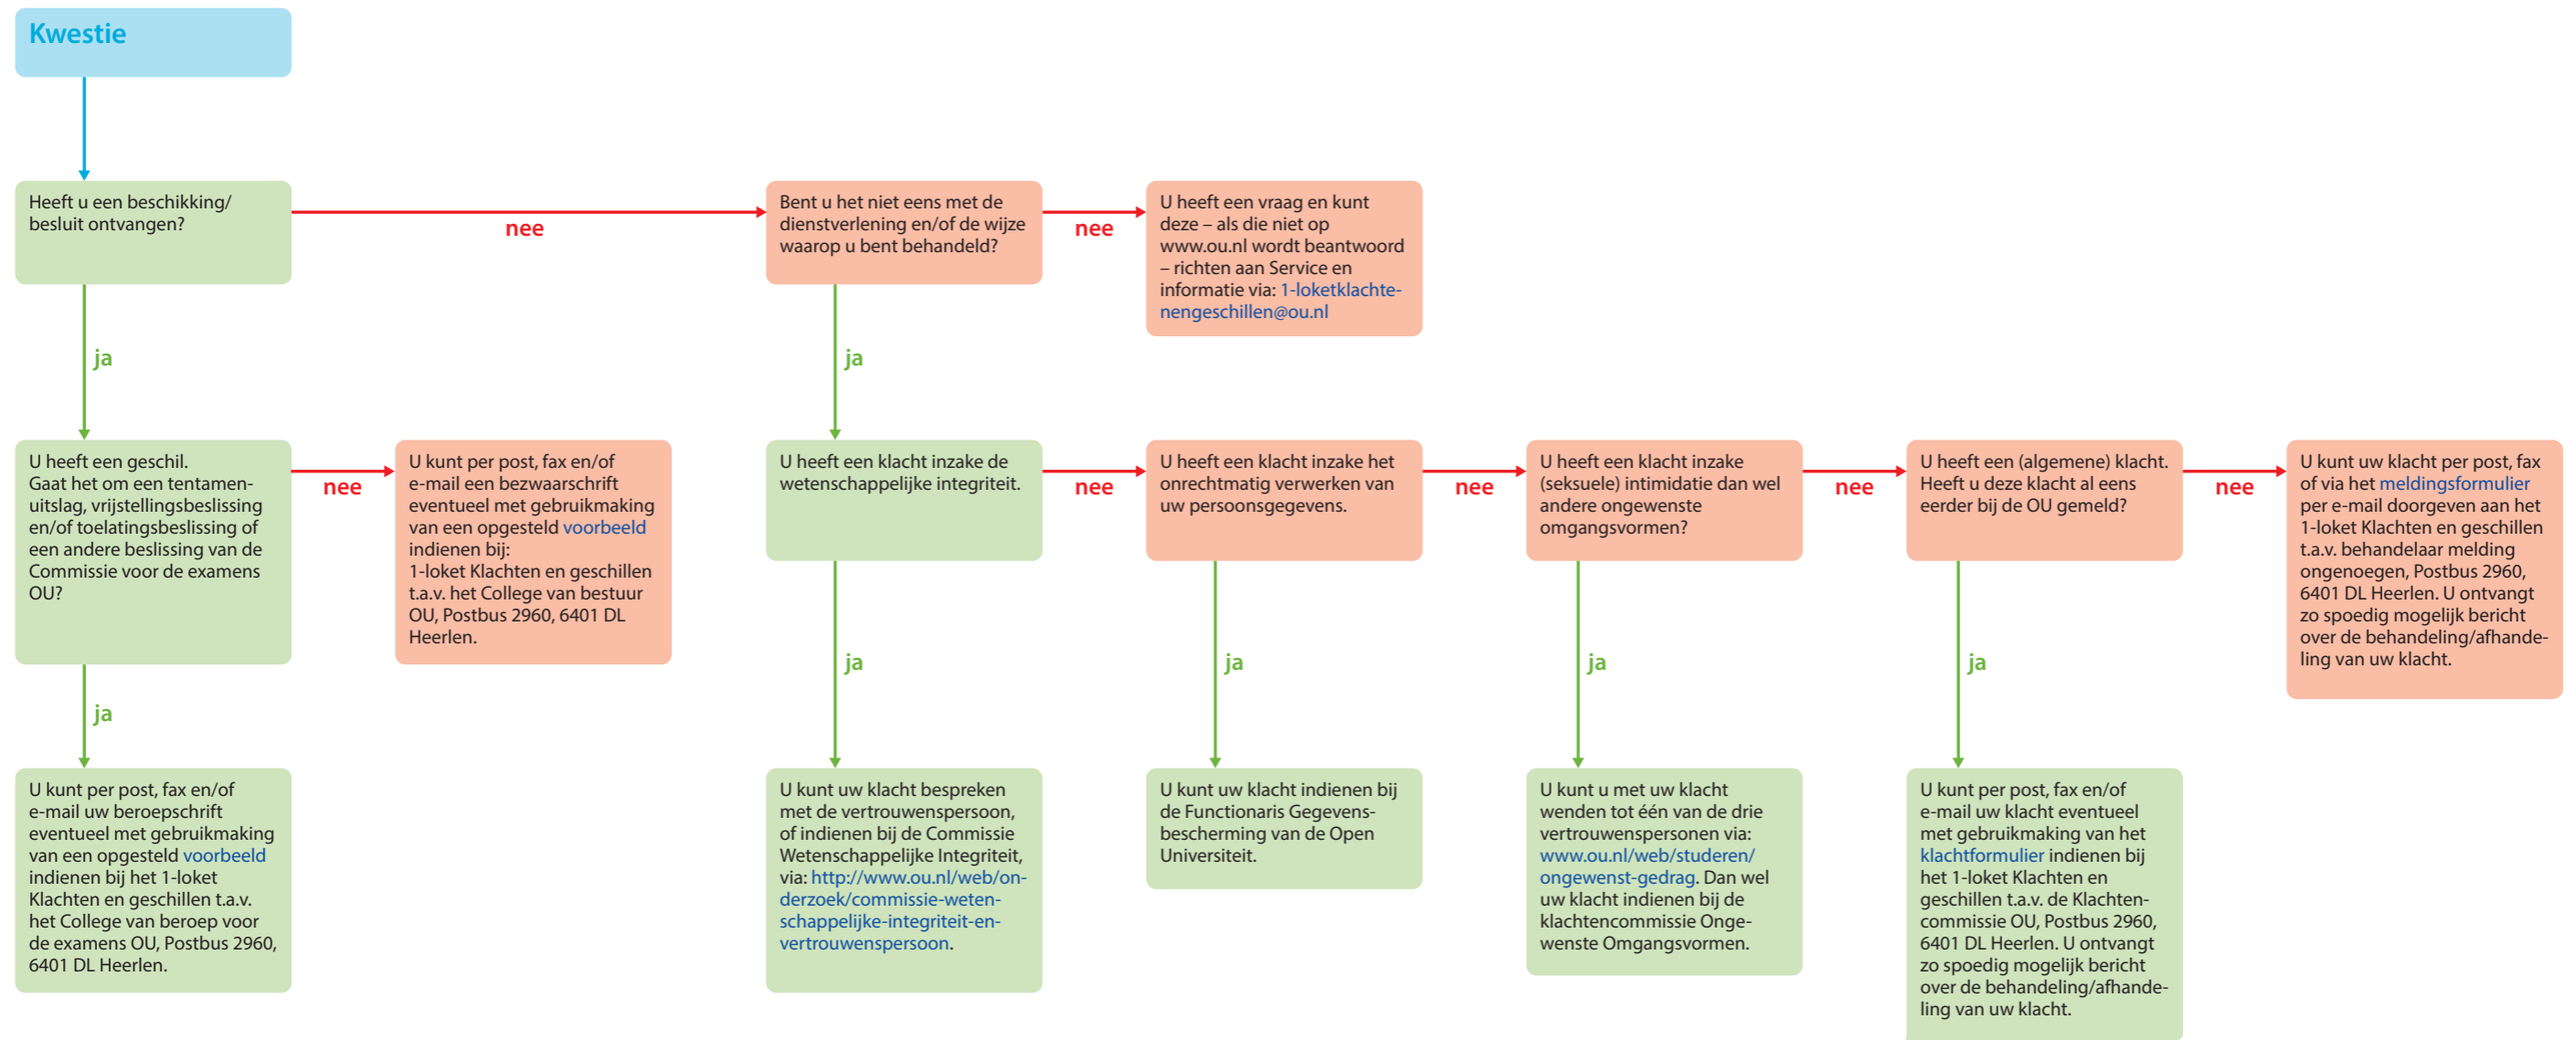 Kwestie
Heeft u een beschikking/
besluit ontvangen?
nee
Bent u het niet eens met de
dienstverlening en/of de wijze
waarop u bent behandeld?
nee
U heeft een vraag en kunt
deze – als die niet op
www.ou.nl wordt beantwoord
– richten aan Service en
informatie via: 1-loketklachte-
nengeschillen@ou.nl
ja
ja
U heeft een geschil.
Gaat het om een tentamen-
uitslag, vrijstellingsbeslissing
en/of toelatingsbeslissing of
een andere beslissing van de
Commissie voor de examens
OU?
nee
U kunt per post, fax en/of
e-mail een bezwaarschrift
eventueel met gebruikmaking
van een opgesteld voorbeeld
indienen bij:
1-loket Klachten en geschillen
t.a.v. het College van bestuur
OU, Postbus 2960, 6401 DL
Heerlen.
U heeft een klacht inzake de
wetenschappelijke integriteit.
nee
U heeft een klacht inzake het
onrechtmatig verwerken van
uw persoonsgegevens.
nee
U heeft een klacht inzake
(seksuele) intimidatie dan wel
andere ongewenste
omgangsvormen?
nee
U heeft een (algemene) klacht.
Heeft u deze klacht al eens
eerder bij de OU gemeld?
nee
U kunt uw klacht per post, fax
of via het meldingsformulier
per e-mail doorgeven aan het
1-loket Klachten en geschillen
t.a.v. behandelaar melding
ongenoegen, Postbus 2960,
6401 DL Heerlen. U ontvangt
zo spoedig mogelijk bericht
over de behandeling/afhande-
ling van uw klacht.
ja
ja
ja
ja
ja
U kunt per post, fax en/of
e-mail uw beroepschrift
eventueel met gebruikmaking
van een opgesteld voorbeeld
indienen bij het 1-loket
Klachten en geschillen t.a.v.
het College van beroep voor
de examens OU, Postbus 2960,
6401 DL Heerlen.
U kunt uw klacht bespreken
met de vertrouwenspersoon,
of indienen bij de Commissie
Wetenschappelijke Integriteit,
via: http://www.ou.nl/web/on-
derzoek/commissie-weten-
schappelijke-integriteit-en-
vertrouwenspersoon.
U kunt uw klacht indienen bij
de Functionaris Gegevens-
bescherming van de Open
Universiteit.
U kunt u met uw klacht
wenden tot één van de drie
vertrouwenspersonen via:
www.ou.nl/web/studeren/
ongewenst-gedrag. Dan wel
uw klacht indienen bij de
klachtencommissie Onge-
wenste Omgangsvormen.
U kunt per post, fax en/of
e-mail uw klacht eventueel
met gebruikmaking van het
klachtformulier indienen bij
het 1-loket Klachten en
geschillen t.a.v. de Klachten-
commissie OU, Postbus 2960,
6401 DL Heerlen. U ontvangt
zo spoedig mogelijk bericht
over de behandeling/afhande-
ling van uw klacht.